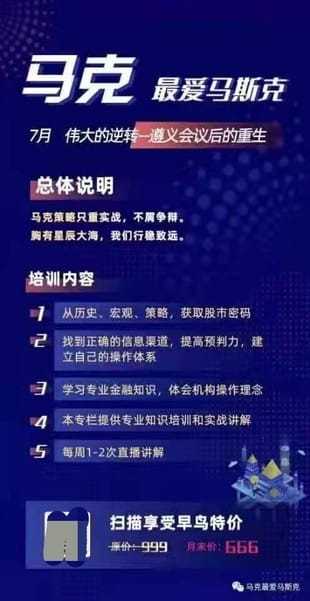 马克 最爱马斯克
7月 伟大的逆转--遵义会议后的重生
总体说明
马克策略只重实战，不屑争辩。
胸有星辰大海，我们行稳致远。
培训内容
1 从历史、宏观、策略，获取股市密码
2 找到正确的信息渠道，提高预判力，建
立自己的操作体系
3 学习专业金融知识，体会机构操作理念
4 本专栏提供专业知识培训和实战讲解
5 每周1-2次直播讲解
扫描享受早鸟特价
原价：999 月末价：666
马克最爱马斯克